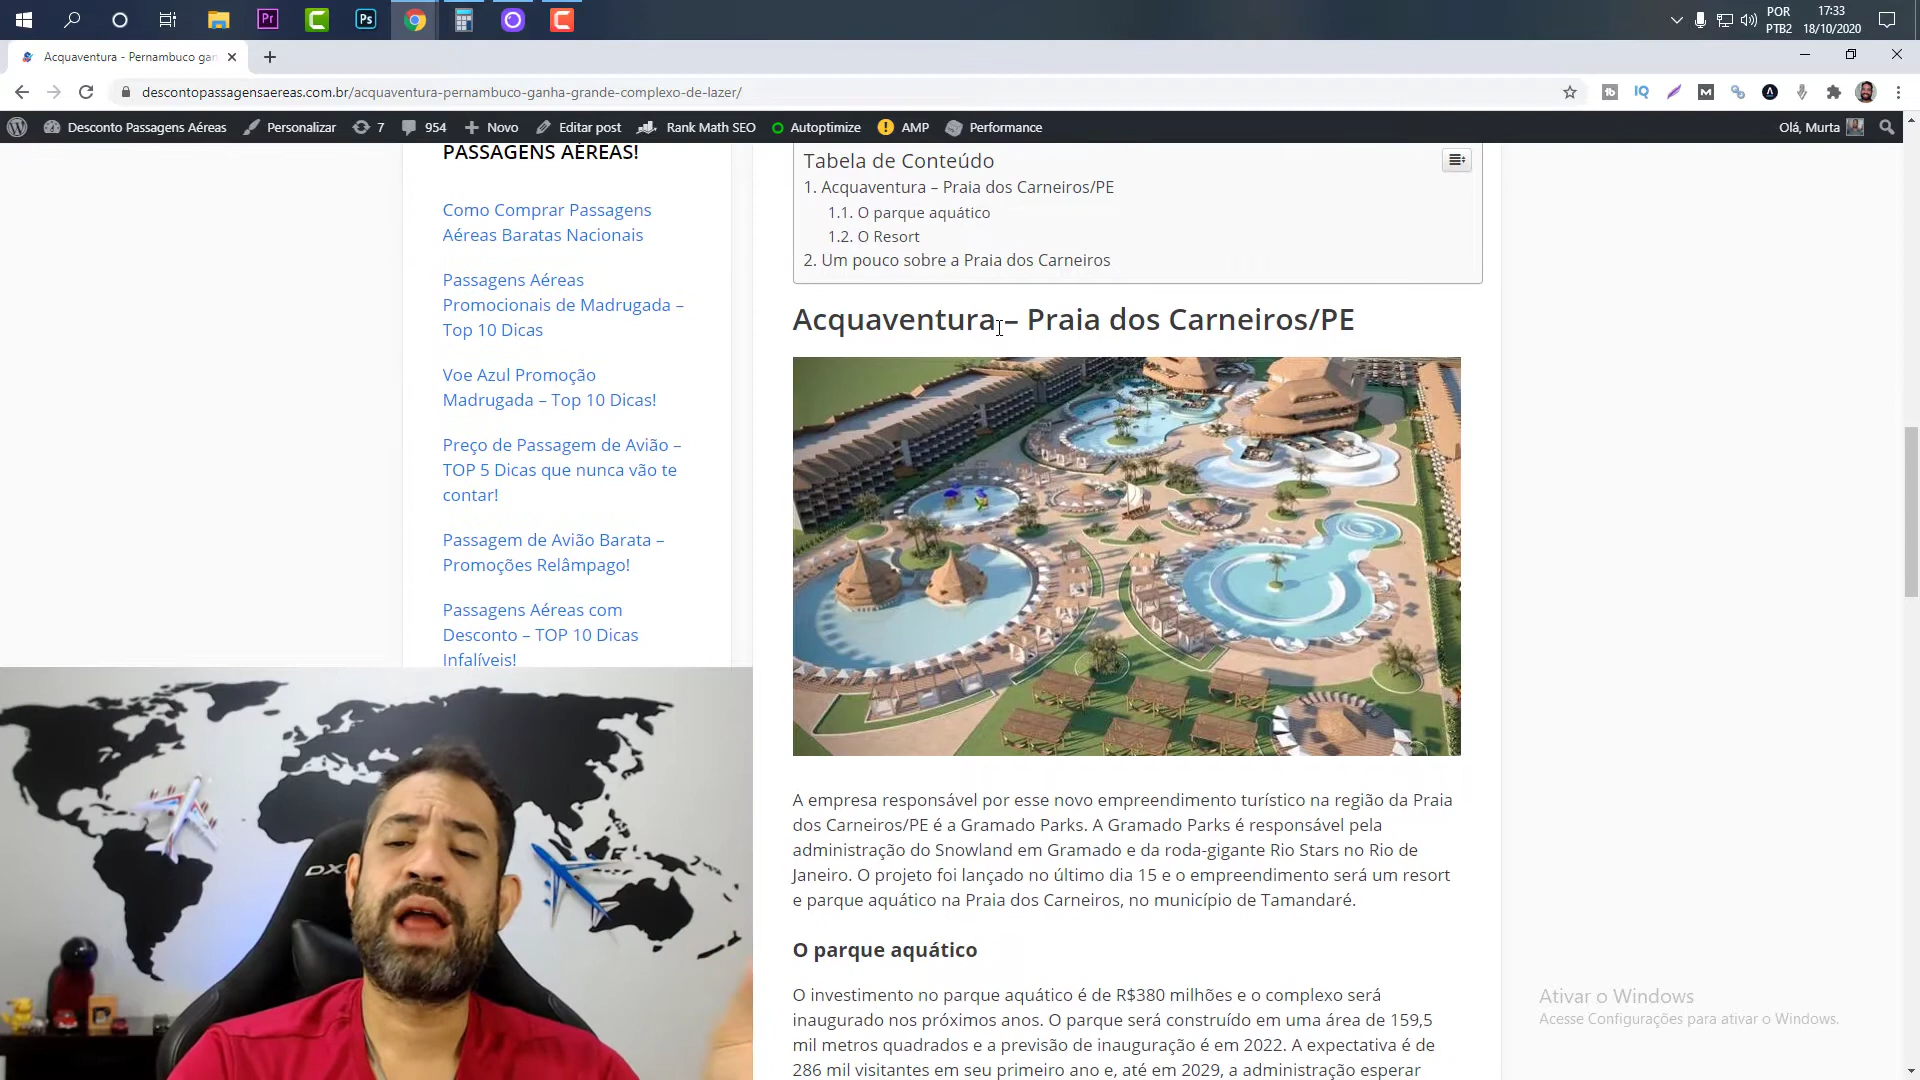 POR
17:33
PTB2
18/10/2020
Acquaventura - Pernambuco gan
descontopassagensaereas.com.br/acquaventura-pernambuco-ganha-grande-complexo-de-lazer/
Desconto Passagens Aéreas
Personalizar
7
954
Novo
Editar post
Rank Math SEO
Autoptimize
AMP
Performance
Olá, Murta
PASSAGENS AÉREAS!
Como Comprar Passagens
Aéreas Baratas Nacionais
Passagens Aéreas
Promocionais de Madrugada –
Top 10 Dicas
Voe Azul Promoção
Madrugada – Top 10 Dicas!
Preço de Passagem de Avião –
TOP 5 Dicas que nunca vão te
contar!
Passagem de Avião Barata –
Promoções Relâmpago!
Passagens Aéreas com
Desconto – TOP 10 Dicas
Infalíveis!
Tabela de Conteúdo
1. Acquaventura – Praia dos Carneiros/PE
1.1. O parque aquático
1.2. O Resort
2. Um pouco sobre a Praia dos Carneiros
Acquaventura – Praia dos Carneiros/PE
A empresa responsável por esse novo empreendimento turístico na região da Praia
dos Carneiros/PE é a Gramado Parks. A Gramado Parks é responsável pela
administração do Snowland em Gramado e da roda-gigante Rio Stars no Rio de
Janeiro. O projeto foi lançado no último dia 15 e o empreendimento será um resort
e parque aquático na Praia dos Carneiros, no município de Tamandaré.
O parque aquático
O investimento no parque aquático é de R$380 milhões e o complexo será
inaugurado nos próximos anos. O parque será construído em uma área de 159,5
mil metros quadrados e a previsão de inauguração é em 2022. A expectativa é de
286 mil visitantes em seu primeiro ano e, até em 2029, a administração esperar
Ativar o Windows
Acesse Configurações para ativar o Windows.
Pr
Ps
IQ
M
DX